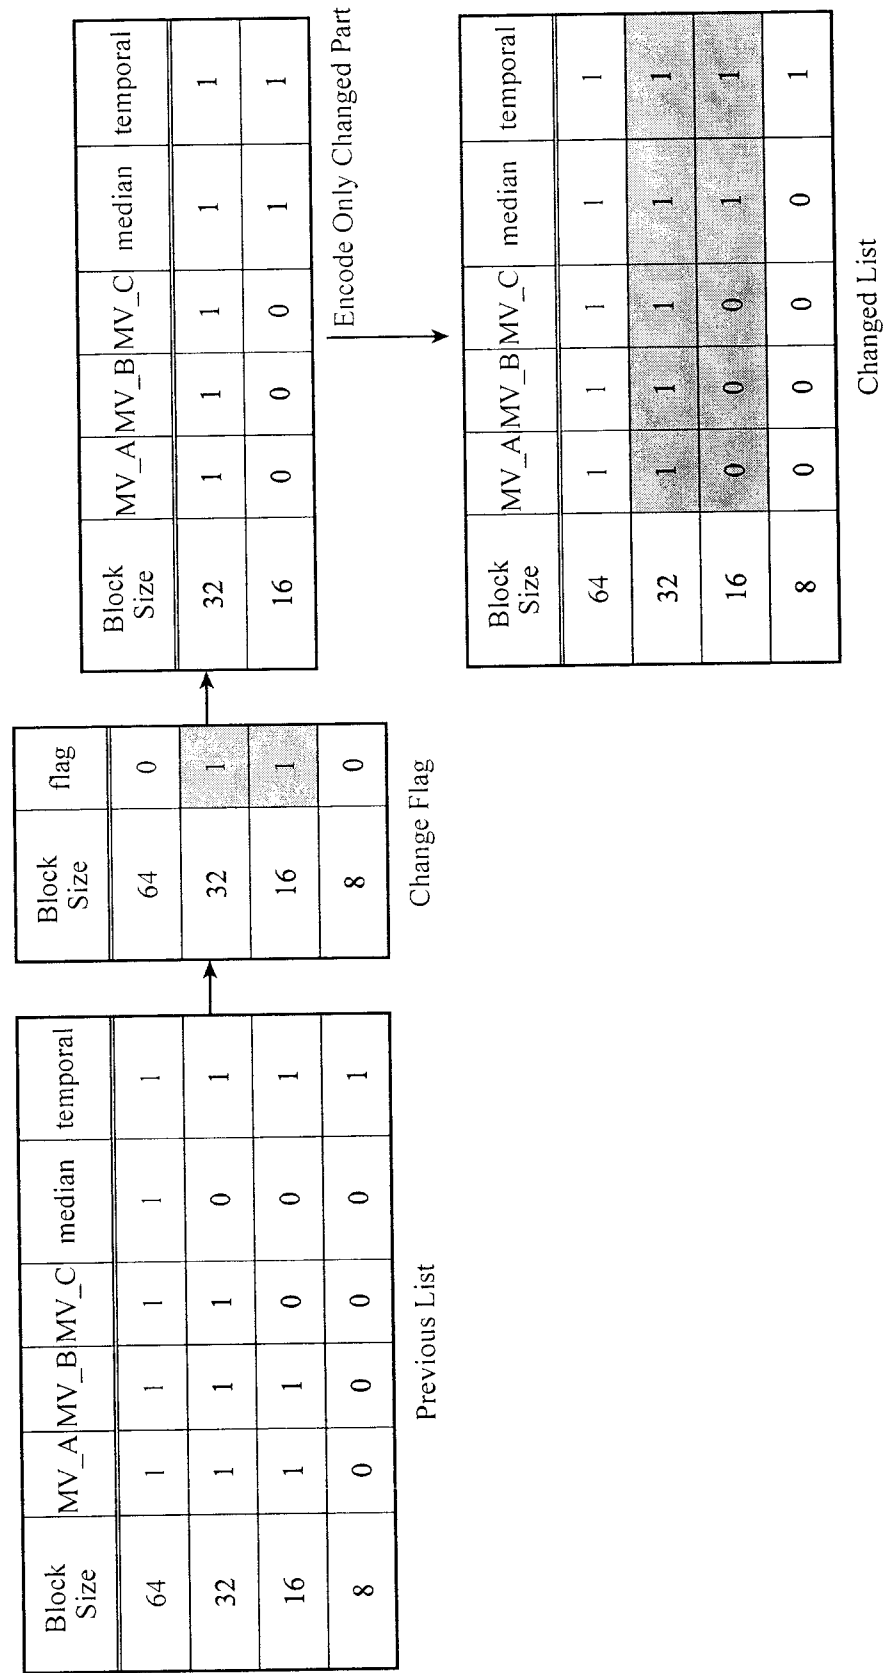 Block Size MV_A MV_B MV_C median temporal
64 1 1 1 1 1
32 1 1 1 0 1
16 1 1 0 0 1
8 0 0 0 0 1
Previous List
Block Size flag
64 0
32 1
16 1
8 0
Change Flag
Block Size MV_A MV_B MV_C median temporal
32 1 1 1 1 1
16 0 0 0 1 1
Encode Only Changed Part
Block Size MV_A MV_B MV_C median temporal
64 1 1 1 1 1
32 1 1 1 1 1
16 0 0 0 1 1
8 0 0 0 0 1
Changed List